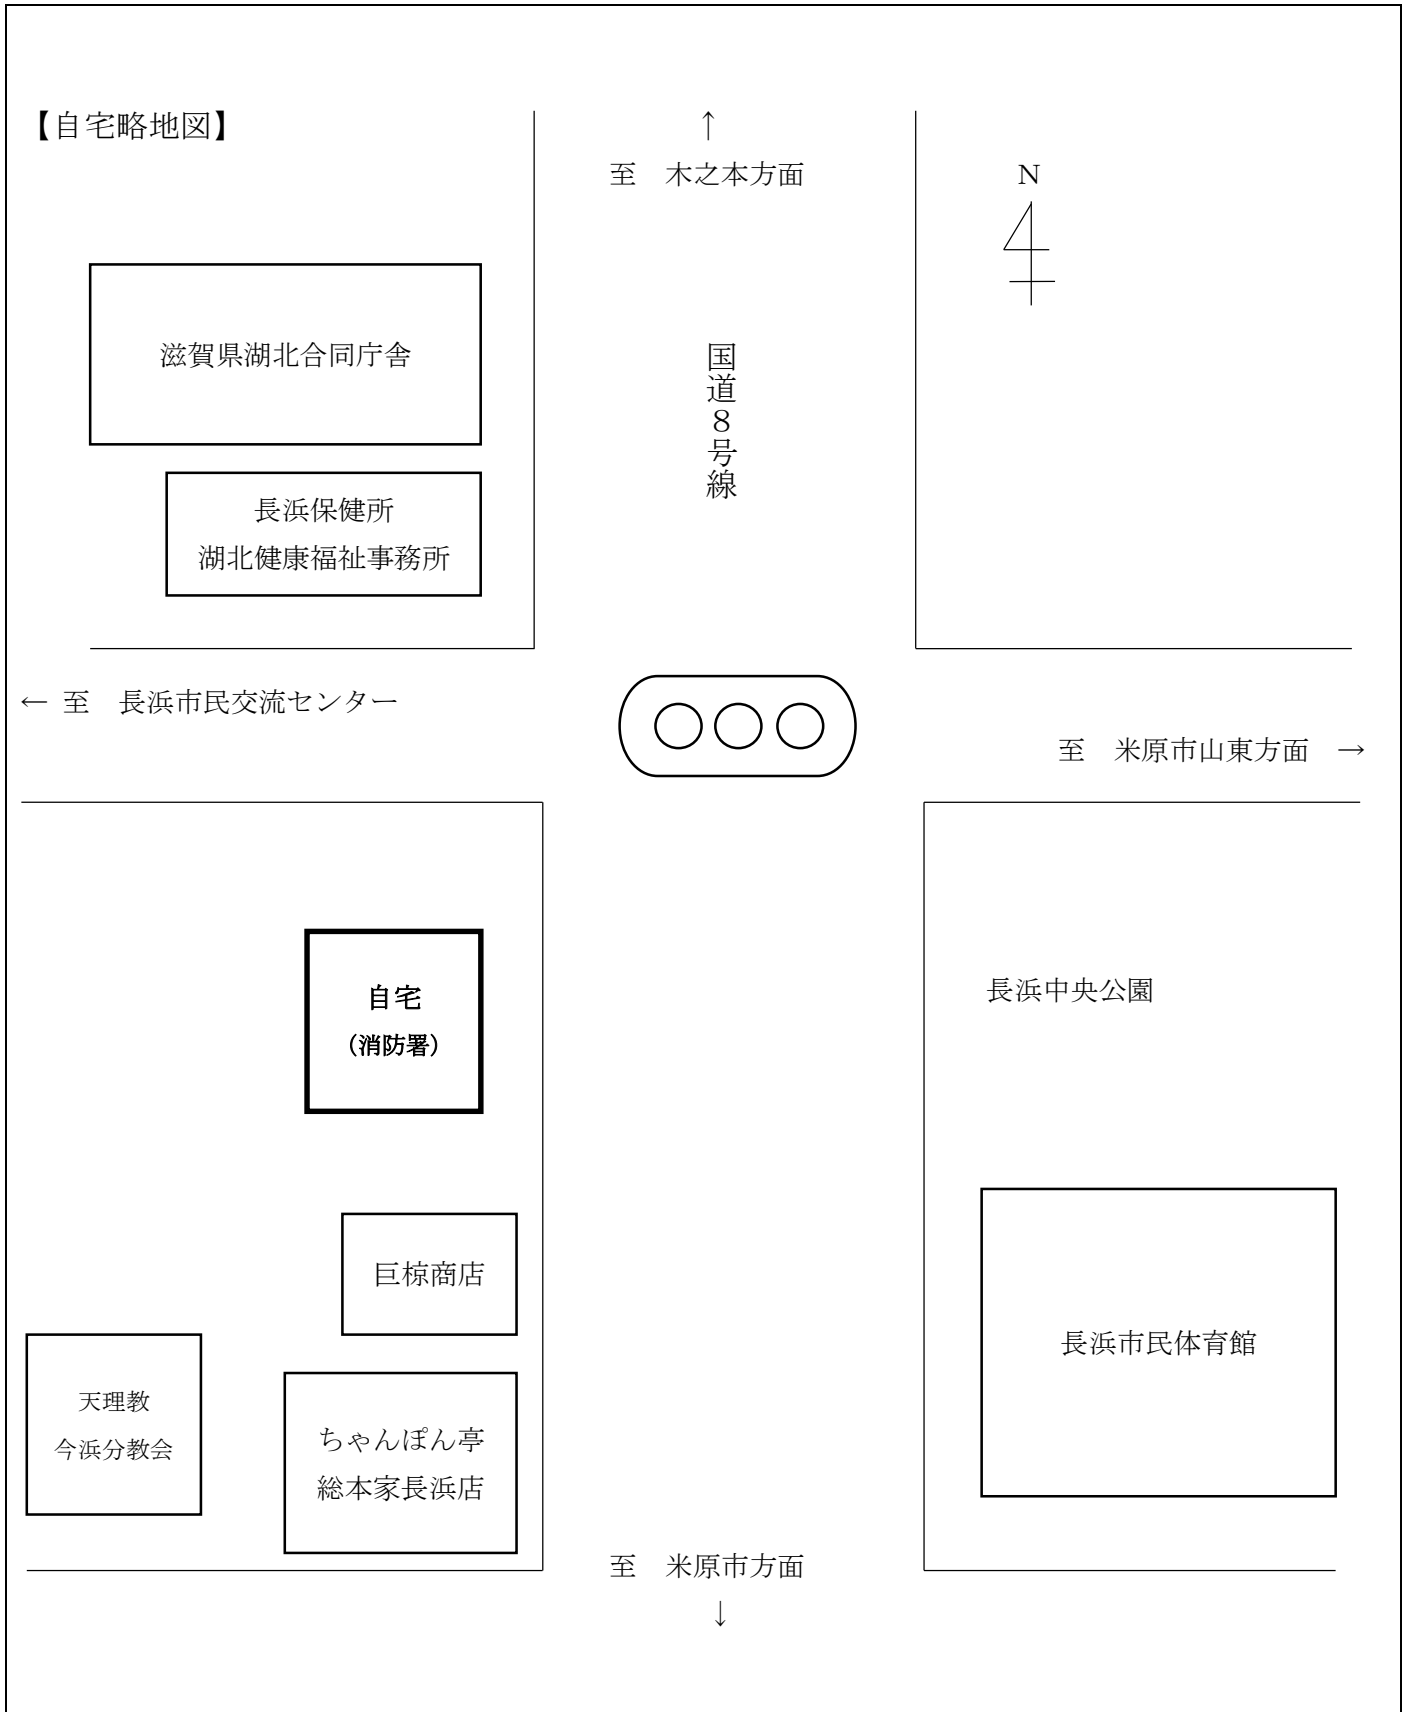 【自宅略地図】
↑
至　木之本方面
N
滋賀県湖北合同庁舎
国道８号線
長浜保健所
湖北健康福祉事務所
← 至　長浜市民交流センター
至　米原市山東方面　→
自宅
（消防署）
長浜中央公園
巨椋商店
長浜市民体育館
天理教
今浜分教会
ちゃんぽん亭
総本家長浜店
至　米原市方面
↓